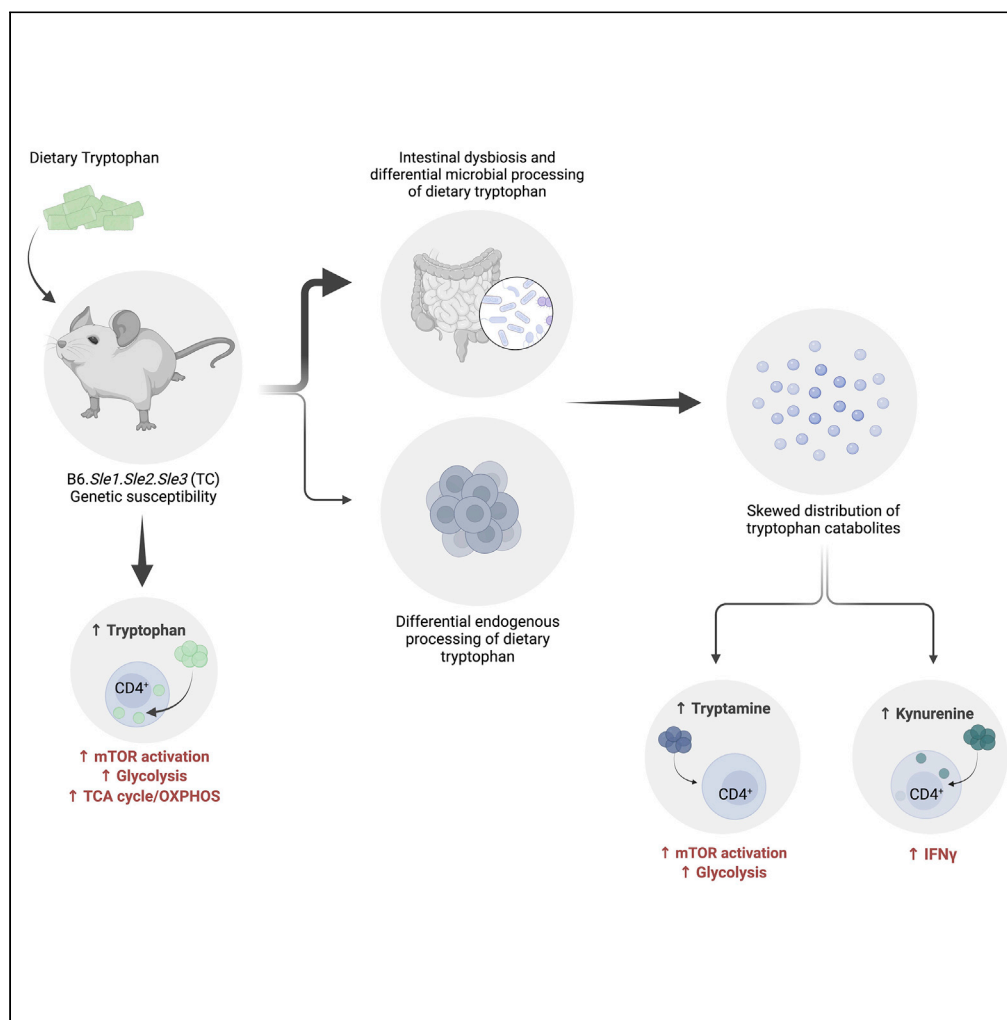 Dietary Tryptophan
B6.Sle1.Sle2.Sle3 (TC)
Genetic susceptibility
↑ Tryptophan
CD4⁺
↑ mTOR activation
↑ Glycolysis
↑ TCA cycle/OXPHOS
Intestinal dysbiosis and
differential microbial processing
of dietary tryptophan
Differential endogenous
processing of dietary
tryptophan
Skewed distribution of
tryptophan catabolites
↑ Tryptamine
CD4⁺
↑ mTOR activation
↑ Glycolysis
↑ Kynurenine
CD4⁺
↑ IFNγ